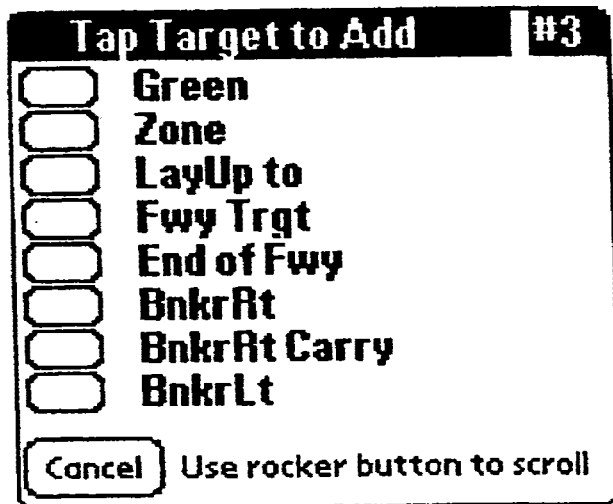 Tap Target to Add #3
Green
Zone
LayUp to
Fwy Trgt
End of Fwy
BnkrRt
BnkrRt Carry
BnkrLt
Cancel Use rocker button to scroll